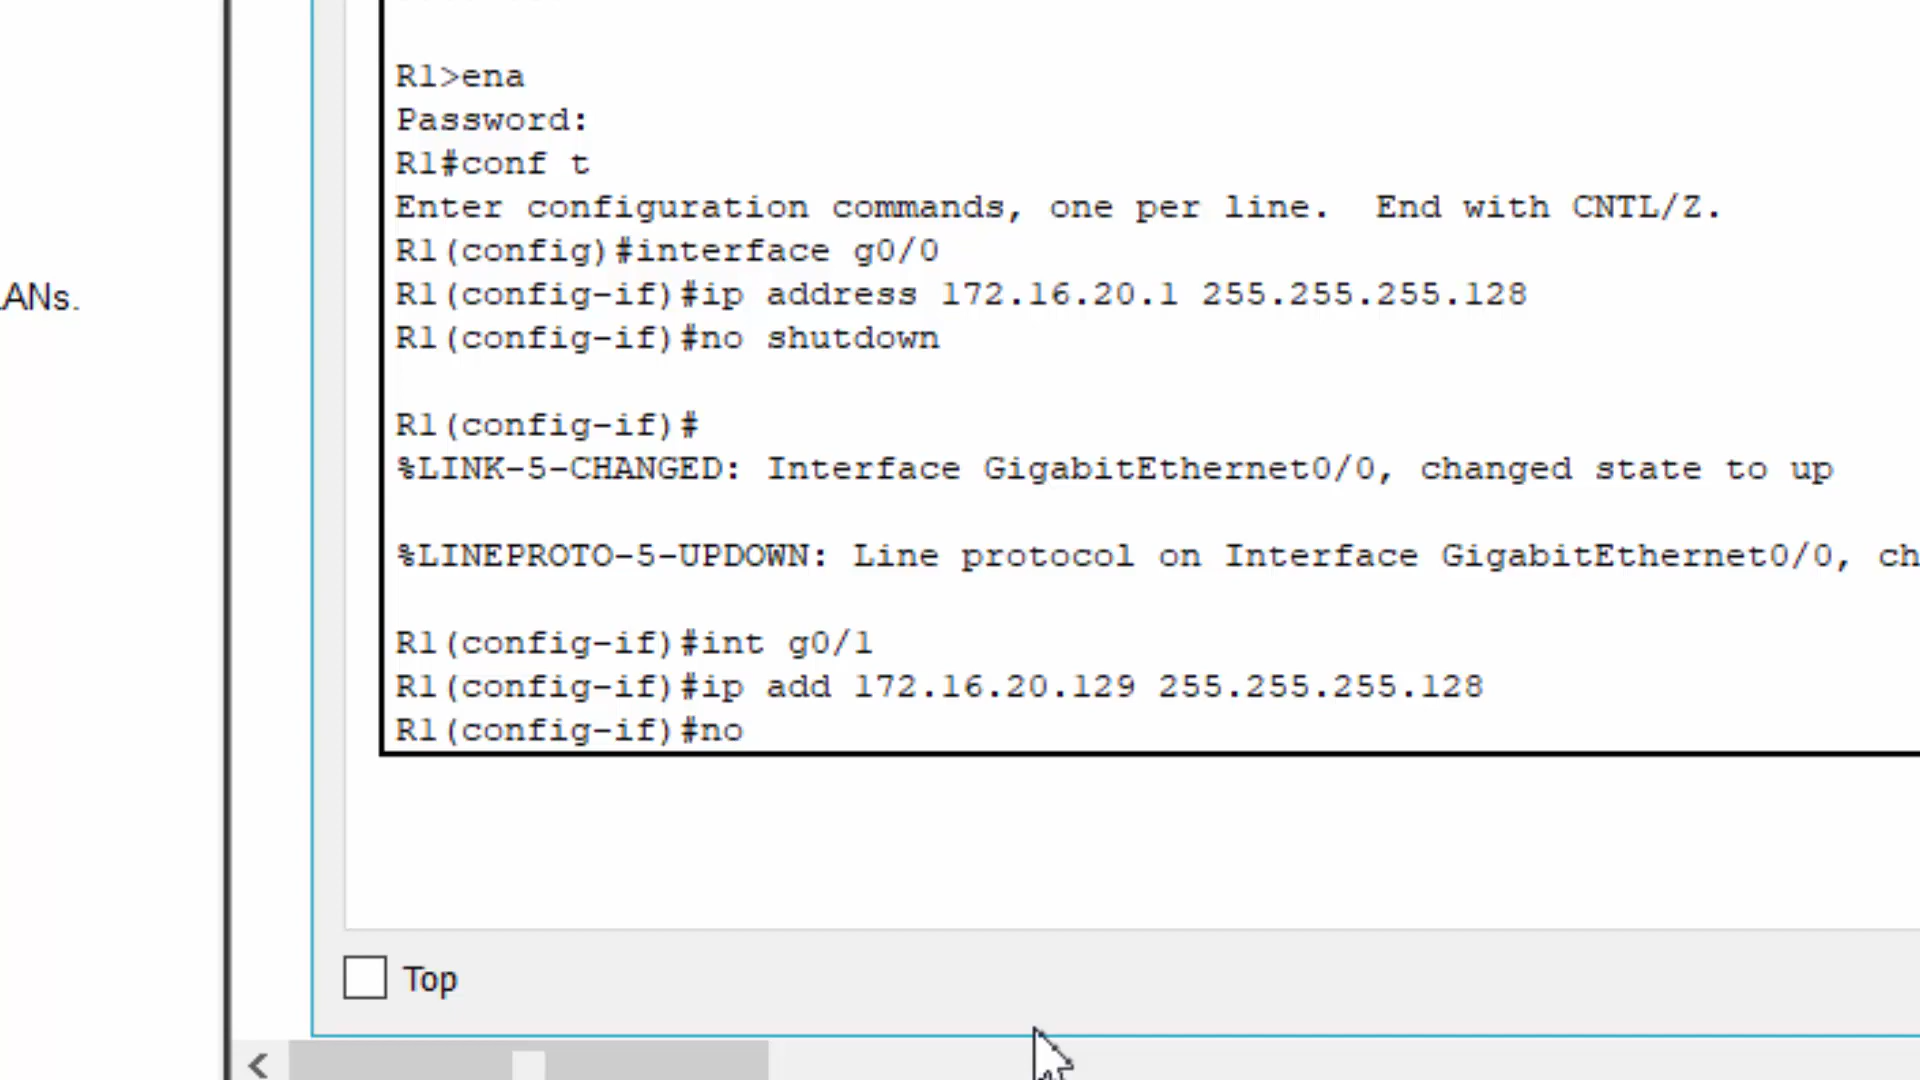 R1>ena
Password:
R1#conf t
Enter configuration commands, one per line.  End with CNTL/Z.
R1(config)#interface g0/0
LANs.
R1(config-if)#ip address 172.16.20.1 255.255.255.128
R1(config-if)#no shutdown
R1(config-if)#
%LINK-5-CHANGED: Interface GigabitEthernet0/0, changed state to up
%LINEPROTO-5-UPDOWN: Line protocol on Interface GigabitEthernet0/0, ch
R1(config-if)#int g0/1
R1(config-if)#ip add 172.16.20.129 255.255.255.128
R1(config-if)#no
Top